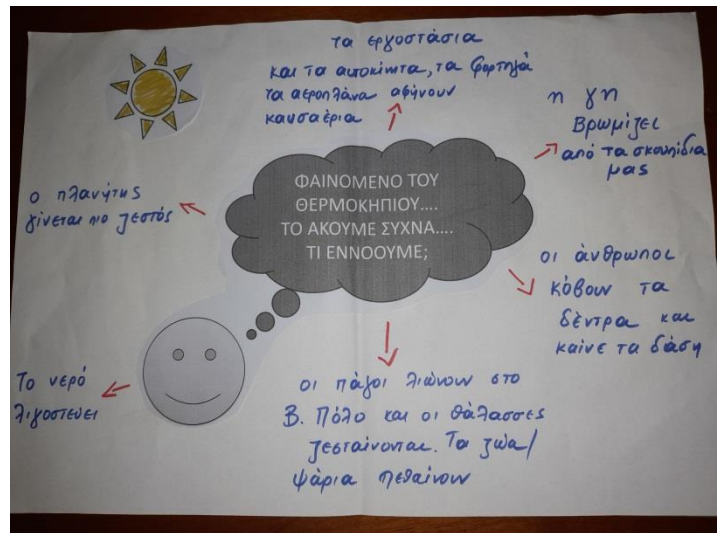 τα εργοστάσια
και τα αυτοκίνητα, τα φορτηγά
τα αεροπλάνα αφήνουν
καυσαέρια
η γη
βρωμίζει
από τα σκουπίδια
μας
ΦΑΙΝΟΜΕΝΟ ΤΟΥ
ΘΕΡΜΟΚΗΠΙΟΥ....
ΤΟ ΑΚΟΥΜΕ ΣΥΧΝΑ....
ΤΙ ΕΝΝΟΟΥΜΕ;
ο πλανήτης
γίνεται πιο ζεστός
οι άνθρωποι
κόβουν τα
δέντρα και
καίνε τα δάση
Το νερό
λιγοστεύει
οι πάγοι λιώνουν στο
Β. Πόλο και οι θάλασσες
ζεσταίνονται. Τα ζώα/
ψάρια πεθαίνουν